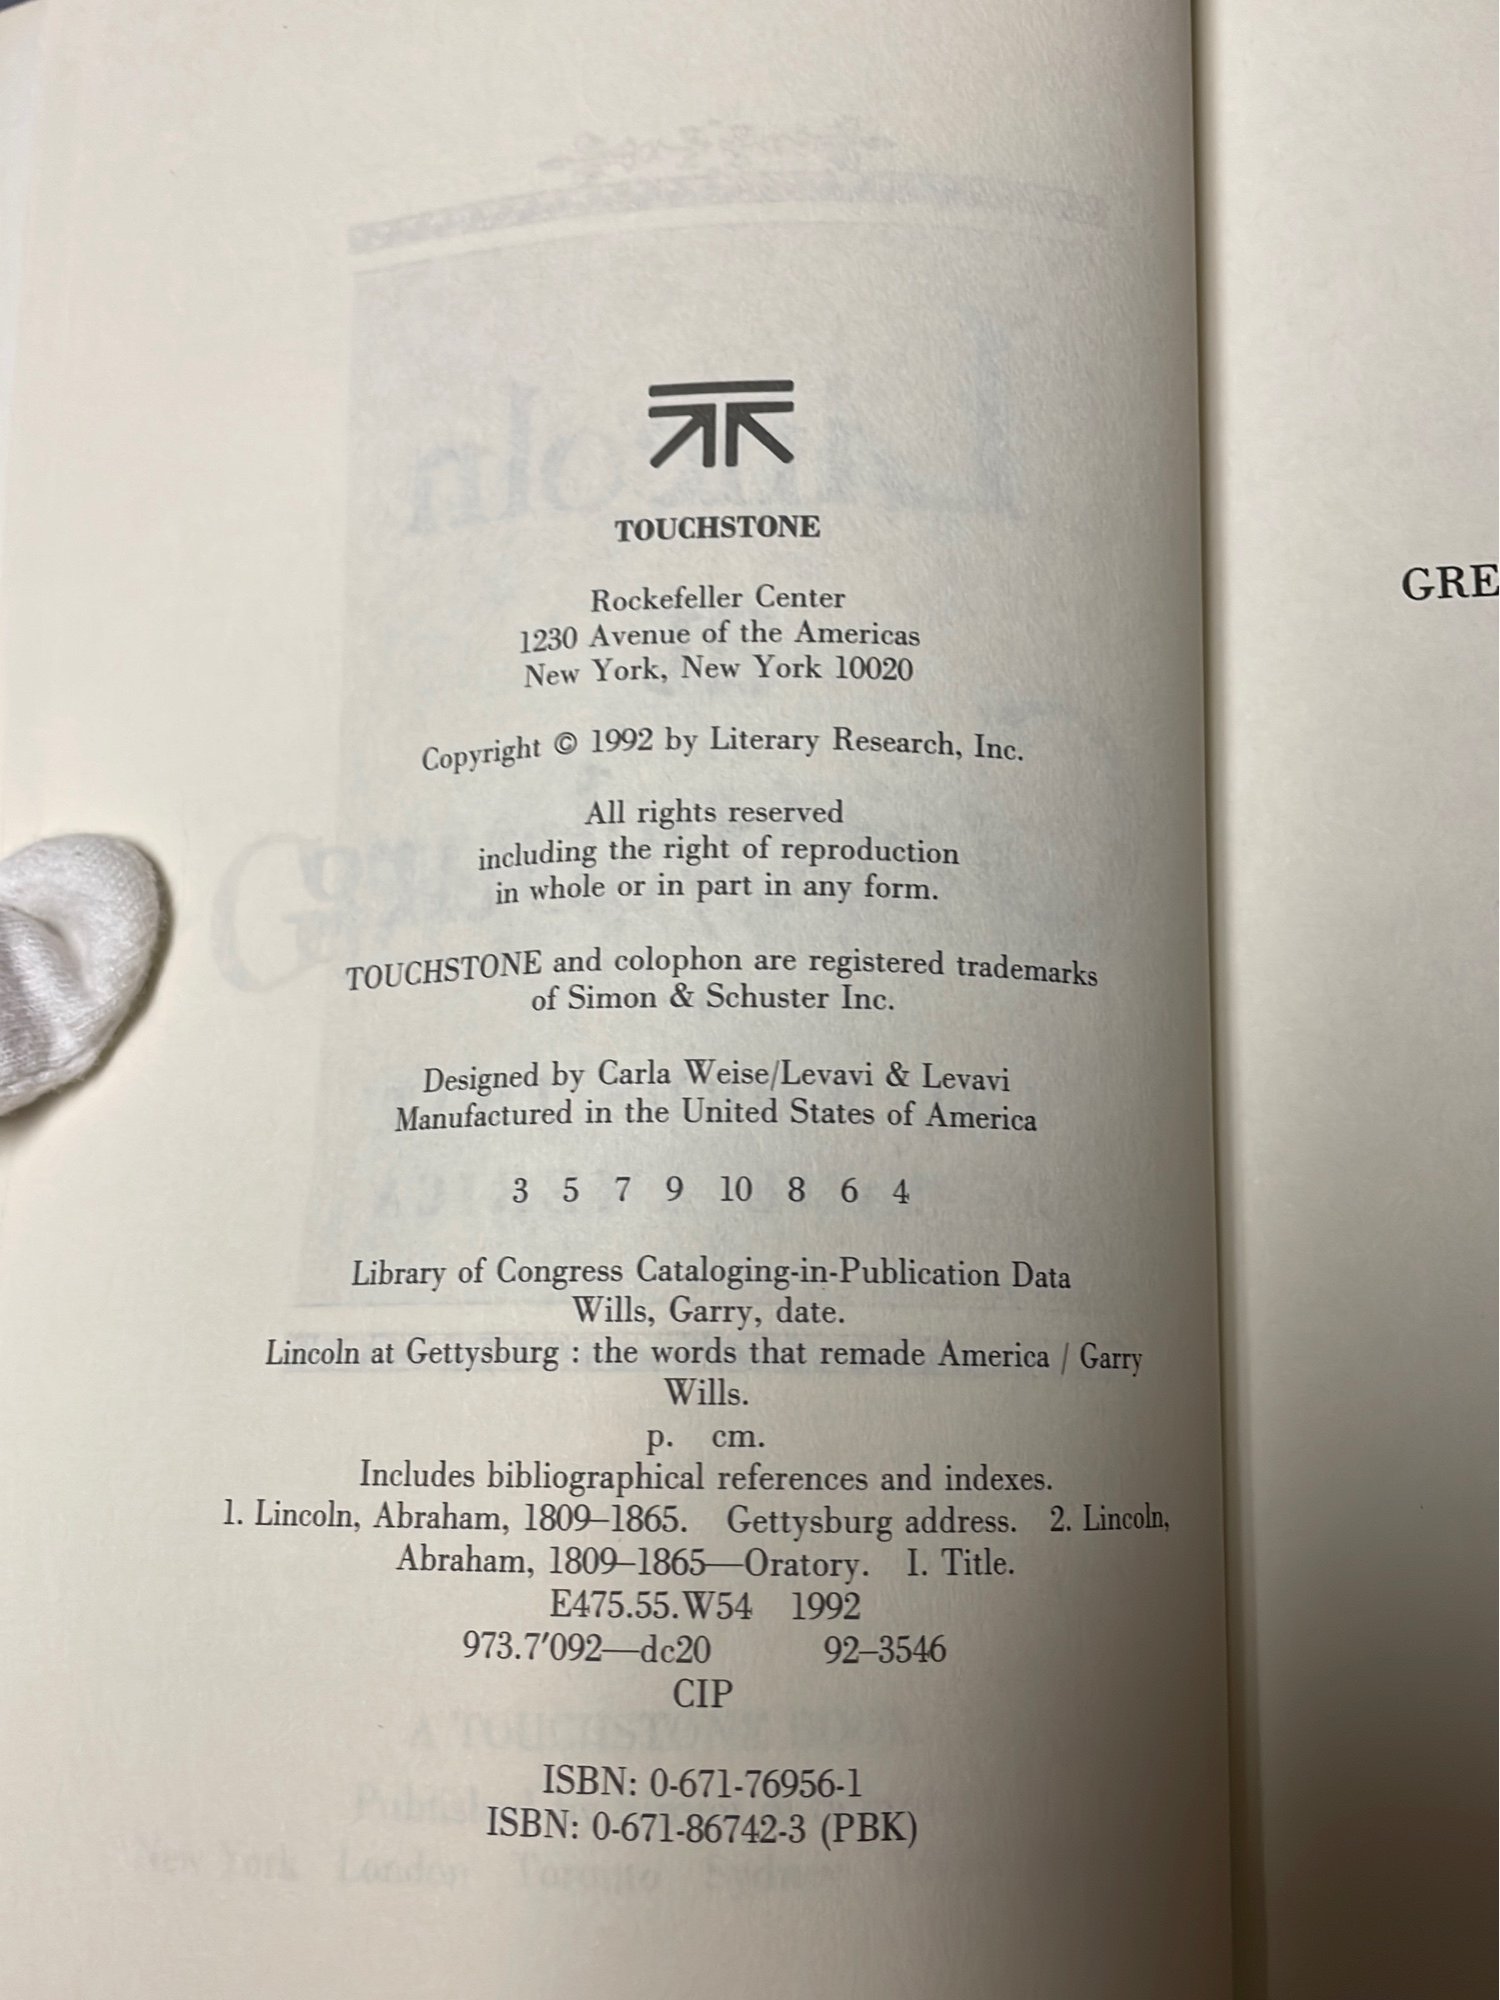 TOUCHSTONE
Rockefeller Center
1230 Avenue of the Americas
New York, New York 10020
Copyright © 1992 by Literary Research, Inc.
All rights reserved
including the right of reproduction
in whole or in part in any form.
TOUCHSTONE and colophon are registered trademarks
of Simon & Schuster Inc.
Designed by Carla Weise/Levavi & Levavi
Manufactured in the United States of America
3 5 7 9 10 8 6 4
Library of Congress Cataloging-in-Publication Data
Wills, Garry, date.
Lincoln at Gettysburg : the words that remade America / Garry
Wills.
p. cm.
Includes bibliographical references and indexes.
1. Lincoln, Abraham, 1809–1865. Gettysburg address. 2. Lincoln,
Abraham, 1809–1865—Oratory. I. Title.
E475.55.W54 1992
973.7′092—dc20 92–3546
CIP
ISBN: 0-671-76956-1
ISBN: 0-671-86742-3 (PBK)
GRE